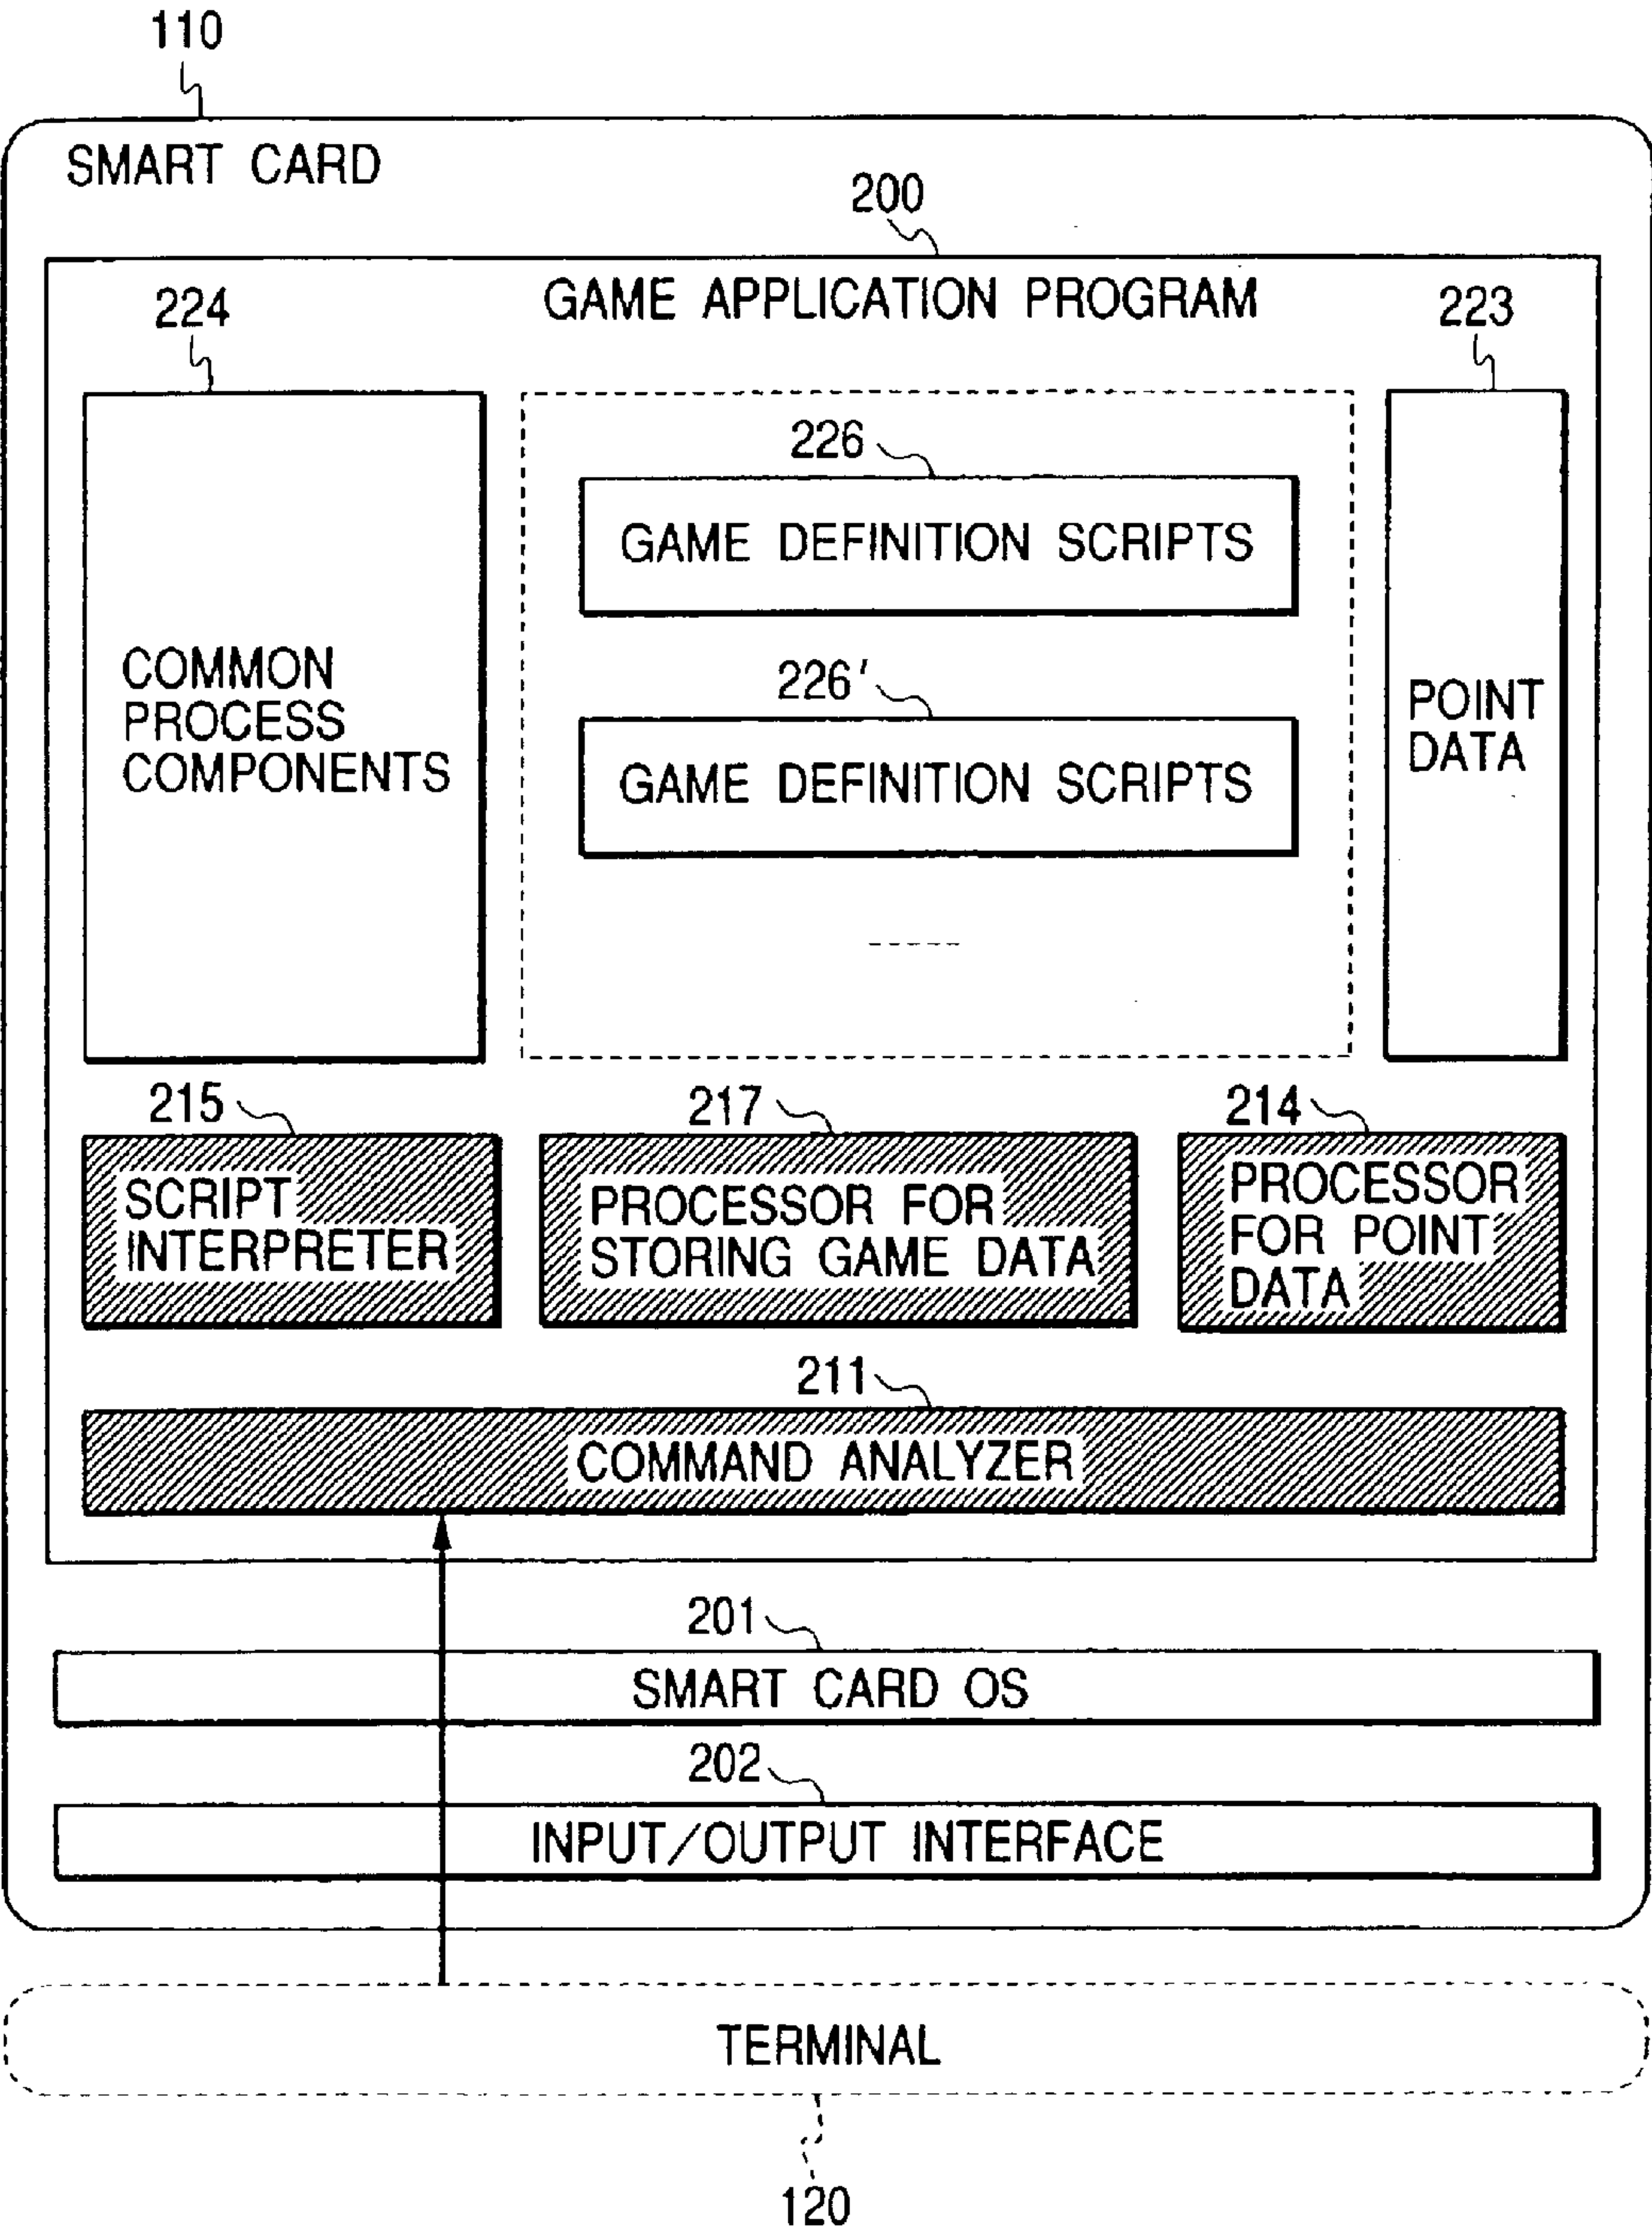 110
SMART CARD
200
GAME APPLICATION PROGRAM
224
223
226
GAME DEFINITION SCRIPTS
COMMON
PROCESS
COMPONENTS
226'
GAME DEFINITION SCRIPTS
POINT
DATA
215
217
214
SCRIPT
INTERPRETER
PROCESSOR FOR
STORING GAME DATA
PROCESSOR
FOR POINT
DATA
211
COMMAND ANALYZER
201
SMART CARD OS
202
INPUT/OUTPUT INTERFACE
TERMINAL
120